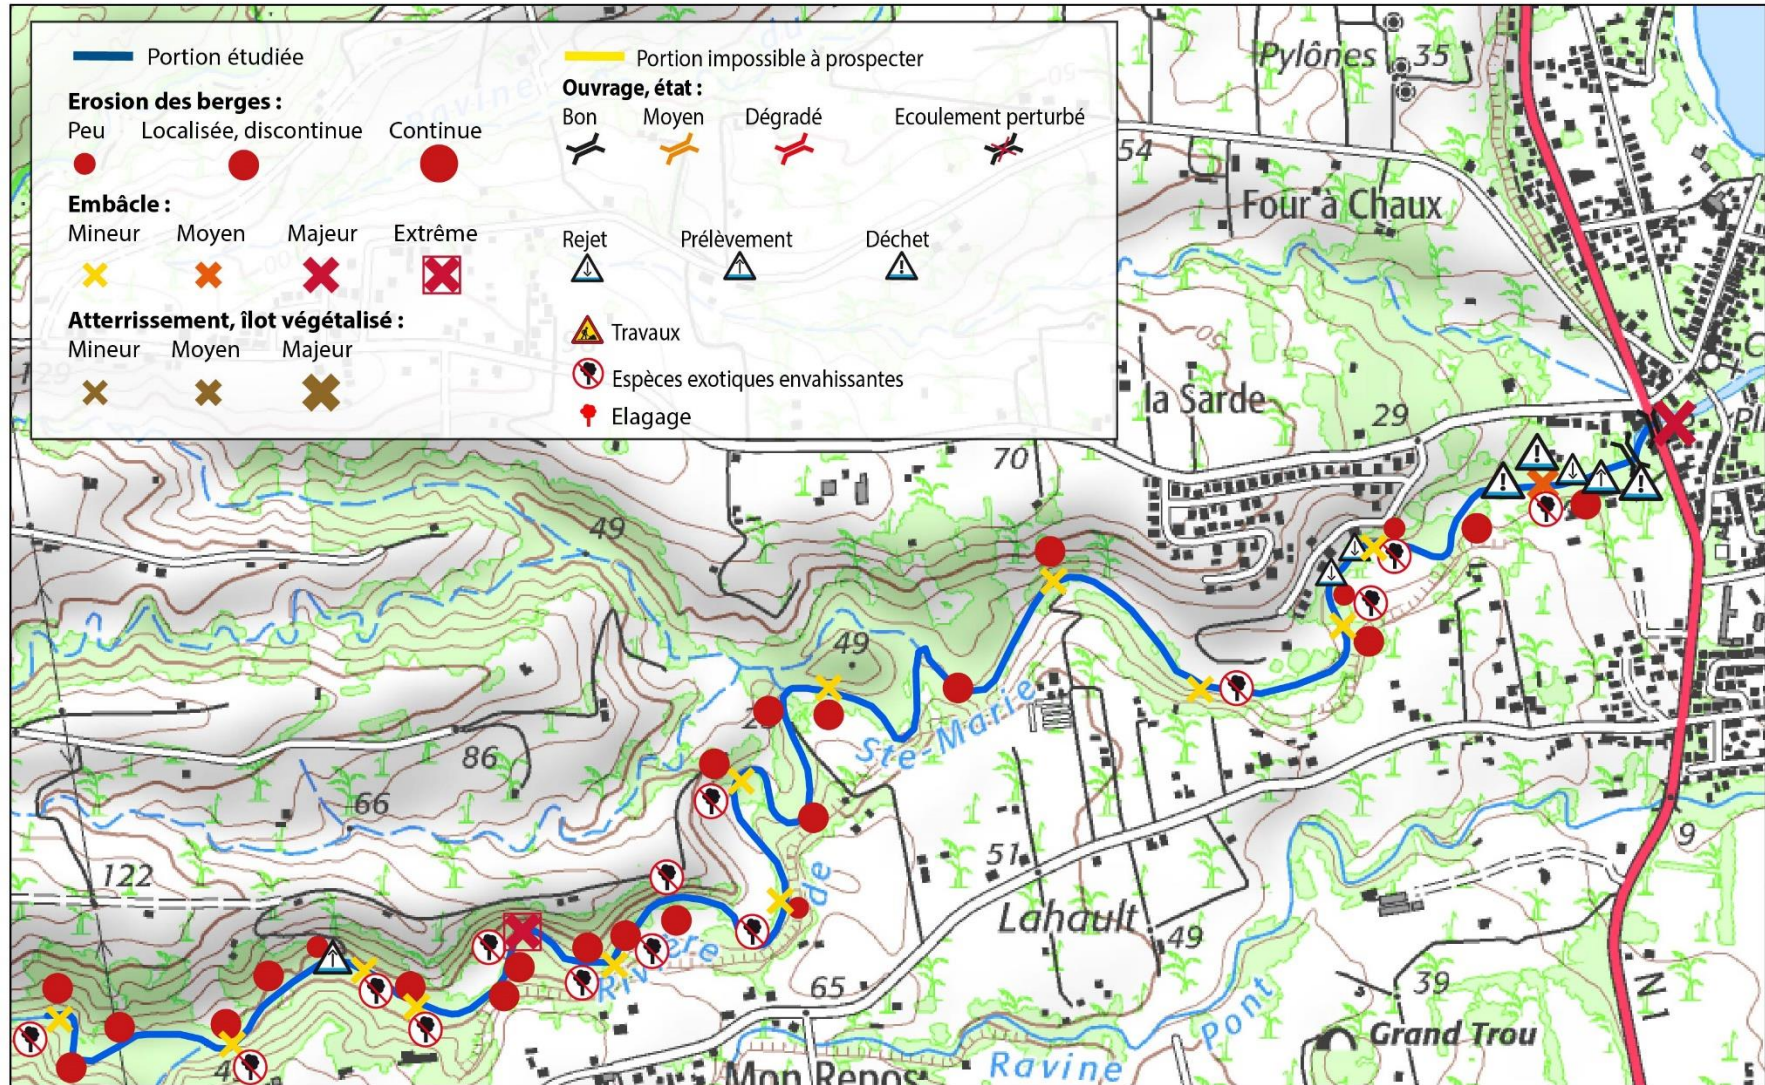 Portion étudiée
Portion impossible à prospecter
Erosion des berges :
Peu Localisée, discontinue Continue
Ouvrage, état :
Bon Moyen Dégradé Ecoulement perturbé
Embâcle :
Mineur Moyen Majeur Extrême
Rejet Prélèvement Déchet
Atterrissement, îlot végétalisé :
Mineur Moyen Majeur
Travaux
Espèces exotiques envahissantes
Elagage
Pylônes 35
54
Four à Chaux
la Sarde
29
70
49
49
Ste-Marie
86
66
122
51
Lahault
49
9
Rivière
de
65
39
Pont
Grand Trou
N 1
Ravine
Mon Repos